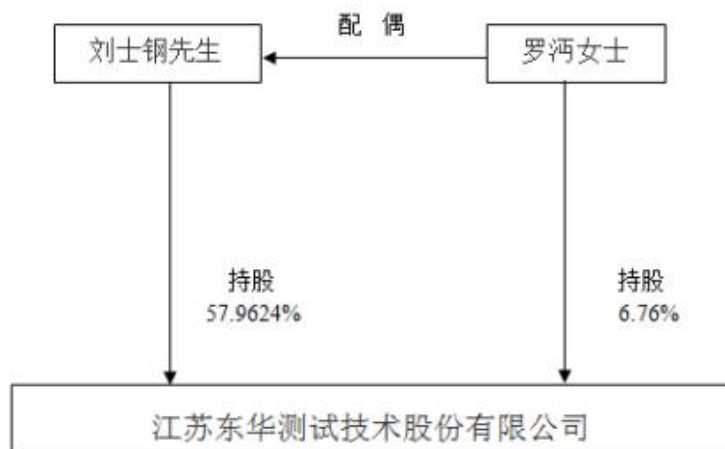 配 偶
刘士钢先生
罗沔女士
持股
57.9624%
持股
6.76%
江苏东华测试技术股份有限公司